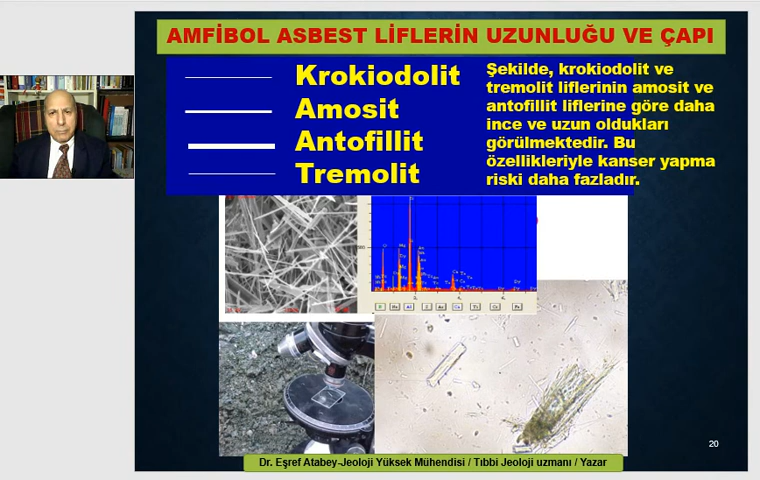 AMFİBOL ASBEST LİFLERİN UZUNLUĞU VE ÇAPI
Krokiodolit
Amosit
Antofillit
Tremolit
Şekilde, krokiodolit ve
tremolit liflerinin amosit ve
antofillit liflerine göre daha
ince ve uzun oldukları
görülmektedir. Bu
özellikleriyle kanser yapma
riski daha fazladır.
20
Dr. Eşref Atabey-Jeoloji Yüksek Mühendisi / Tıbbi Jeoloji uzmanı / Yazar